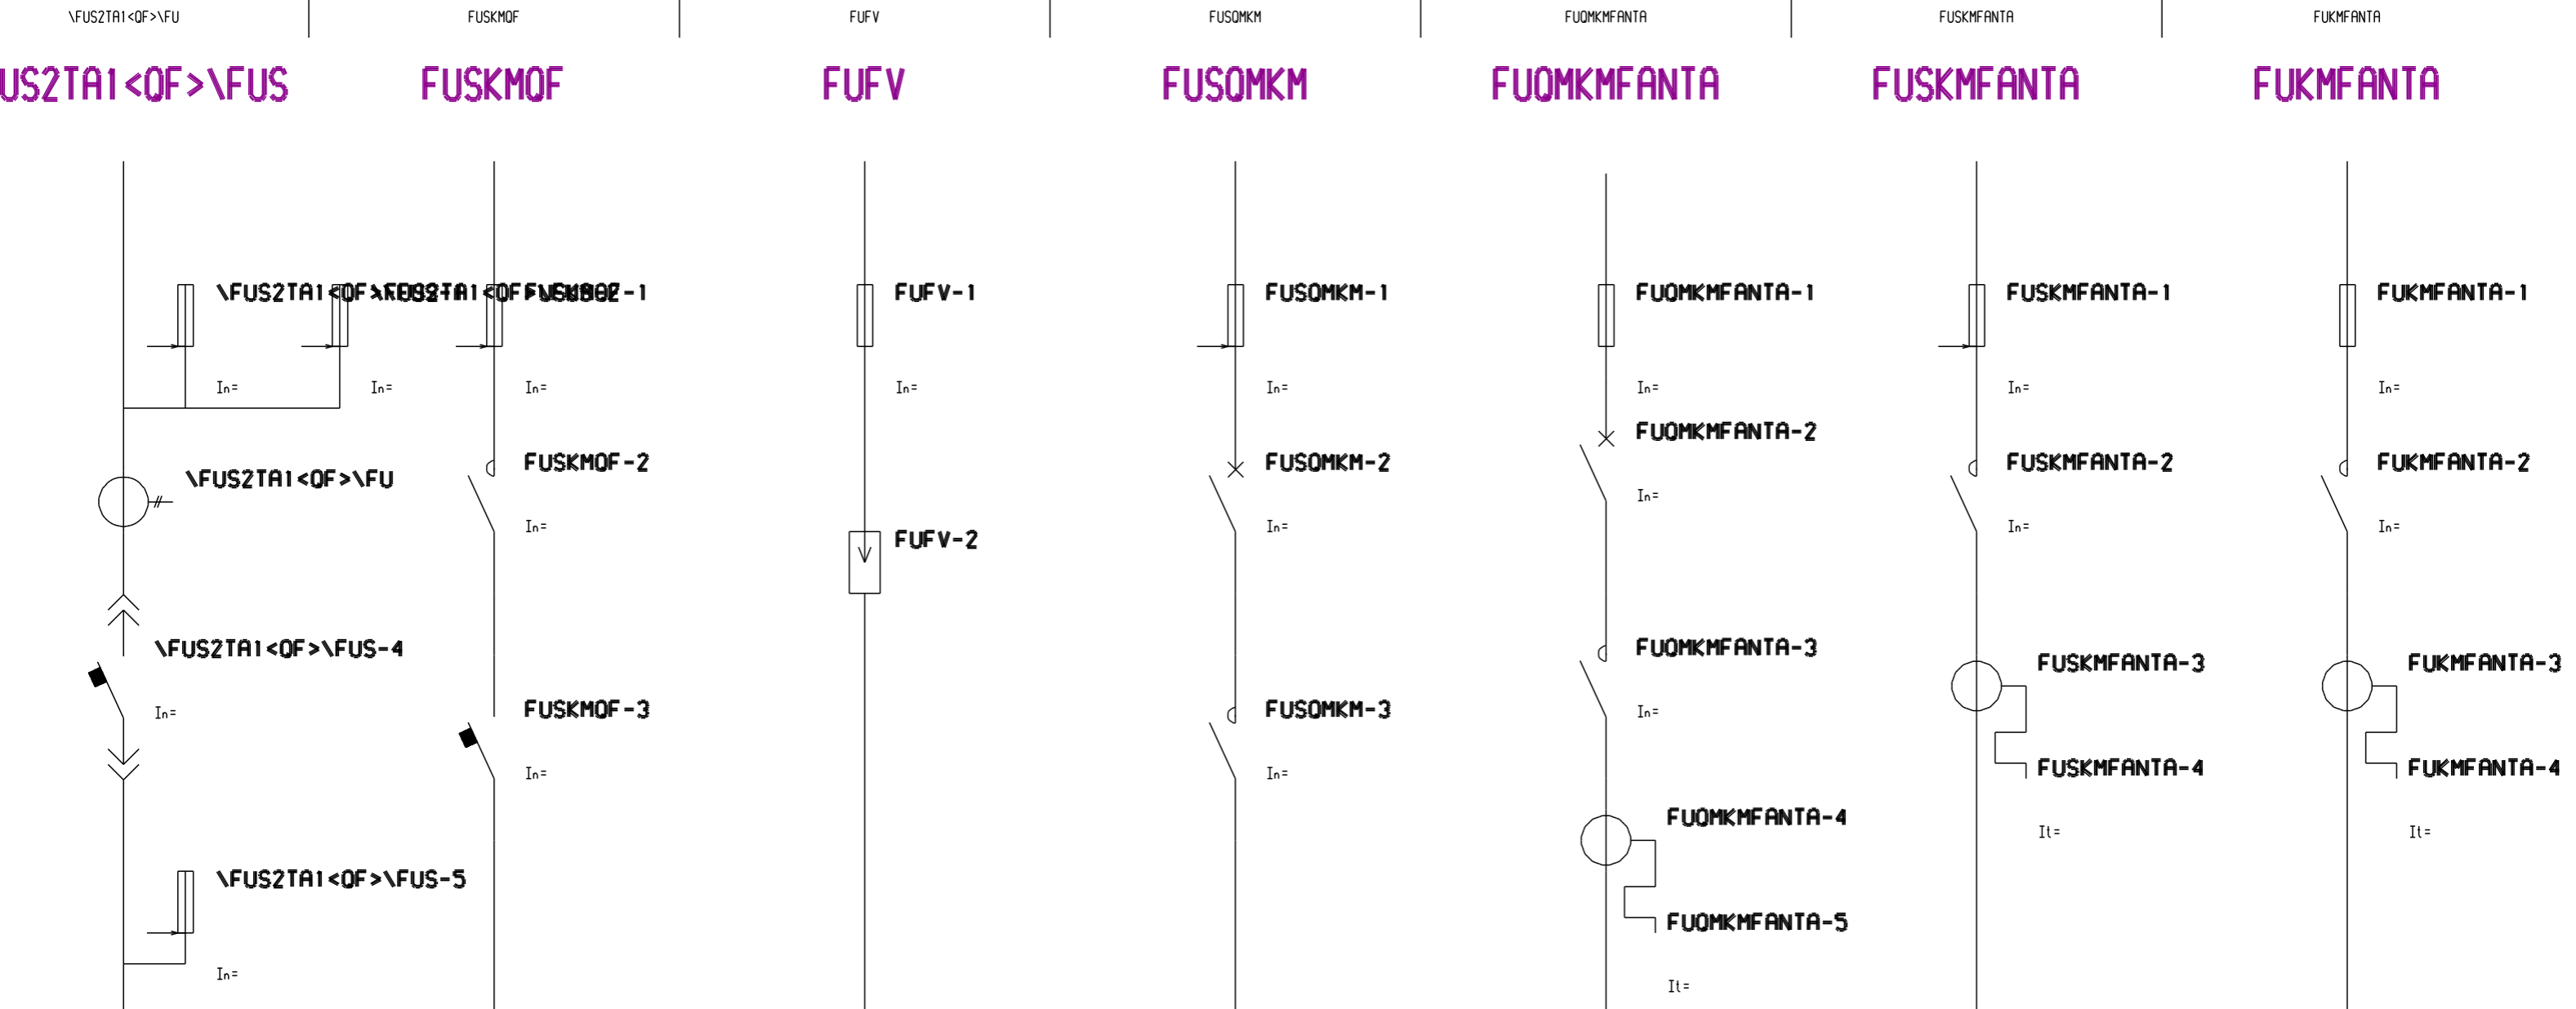 \FUS2TA1<QF>\FU FUSKMQF FUFV FUSQMKM FUQMKMFANTA FUSKMFANTA FUKMFANTA
US2TA1<QF>\FUS FUSKMQF FUFV FUSQMKM FUQMKMFANTA FUSKMFANTA FUKMFANTA
\FUS2TA1<QF> FUFV-1 FUSQMKM-1 FUQMKMFANTA-1 FUSKMFANTA-1 FUKMFANTA-1
In= In= In= In= In= In= In= In=
FUQMKMFANTA-2
FUSKMQF-2 FUSQMKM-2 FUSKMFANTA-2 FUKMFANTA-2
\FUS2TA1<QF>\FU
In=
In= In= In= In=
FUFV-2
\FUS2TA1<QF>\FUS-4 FUQMKMFANTA-3
FUSKMFANTA-3 FUKMFANTA-3
FUSKMQF-3 FUSQMKM-3
In= In=
FUSKMFANTA-4 FUKMFANTA-4
In= In=
FUQMKMFANTA-4
It= It=
\FUS2TA1<QF>\FUS-5
FUQMKMFANTA-5
In=
It=